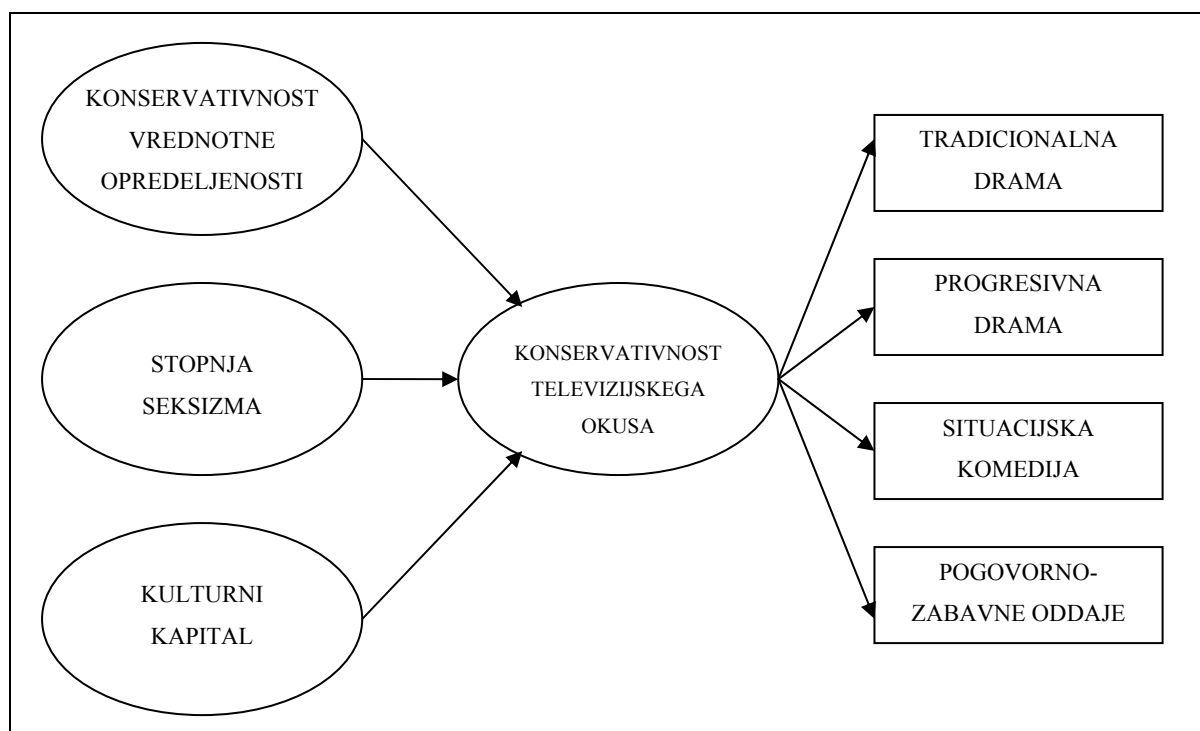 KONSERVATIVNOST
VREDNOTNE
OPREDELJENOSTI
STOPNJA
SEKSIZMA
KULTURNI
KAPITAL
KONSERVATIVNOST
TELEVIZIJSKEGA
OKUSA
TRADICIONALNA
DRAMA
PROGRESIVNA
DRAMA
SITUACIJSKA
KOMEDIJA
POGOVORNO-
ZABAVNE ODDAJE